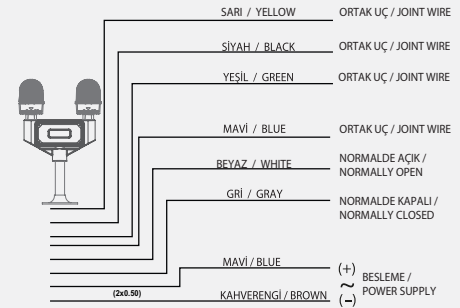 SARI / YELLOW ORTAK UÇ / JOINT WIRE
SİYAH / BLACK ORTAK UÇ / JOINT WIRE
YEŞİL / GREEN ORTAK UÇ / JOINT WIRE
MAVİ / BLUE ORTAK UÇ / JOINT WIRE
BEYAZ / WHITE NORMALDE AÇIK /
NORMALLY OPEN
GRİ / GRAY NORMALDE KAPALI /
NORMALLY CLOSED
MAVİ / BLUE (+)
~ BESLEME /
POWER SUPPLY
(2x0.50) KAHVERENGİ / BROWN (-)